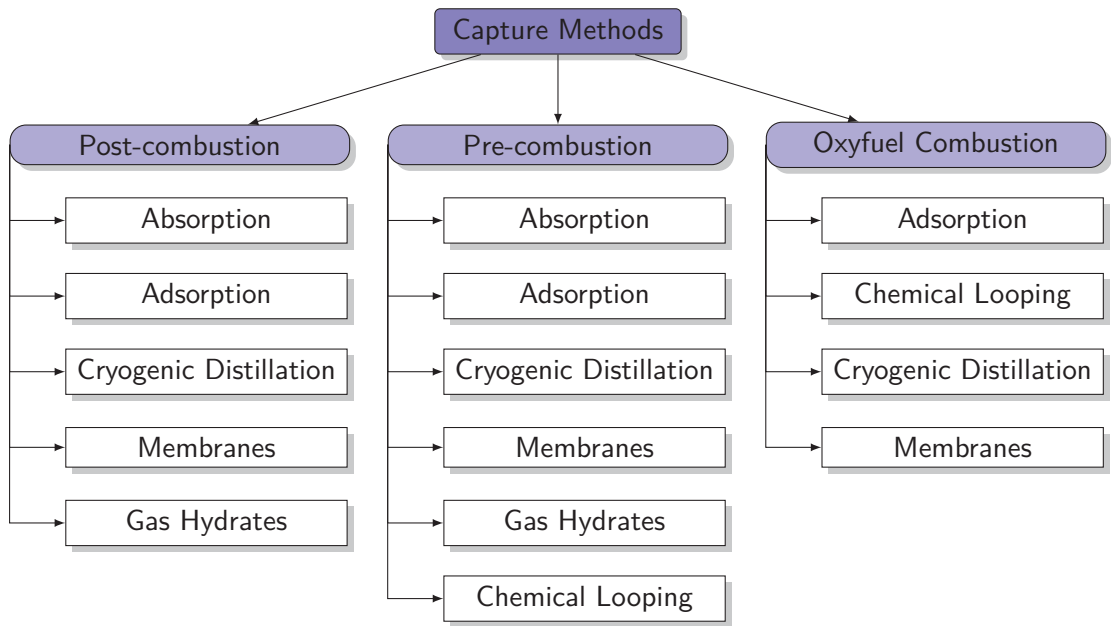 Capture Methods
Post-combustion
Absorption
Adsorption
Cryogenic Distillation
Membranes
Gas Hydrates
Pre-combustion
Absorption
Adsorption
Cryogenic Distillation
Membranes
Gas Hydrates
Chemical Looping
Oxyfuel Combustion
Adsorption
Chemical Looping
Cryogenic Distillation
Membranes